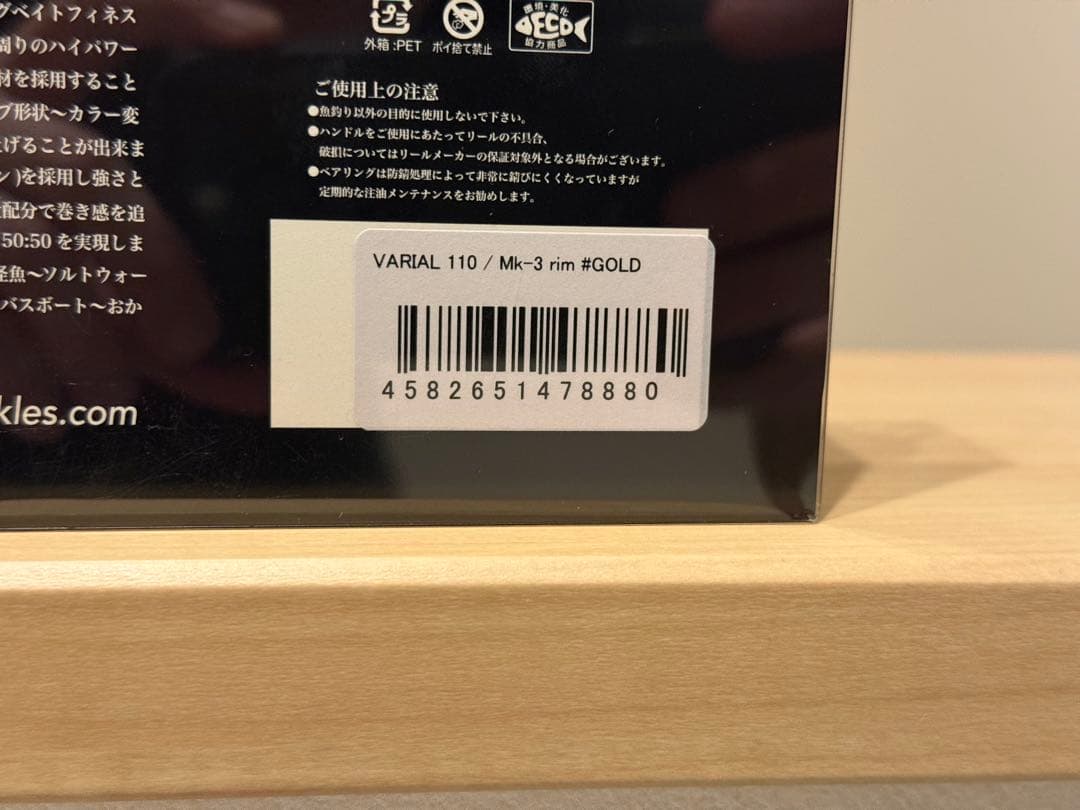 グベイトフィネス
周りのハイパワー
材を採用すること
ブ形状～カラー変
上げることが出来ま
ン)を採用し強さと
配分で巻き感を追
50:50 を実現しま
怪魚～ソルトウォー
バスボート～おか
kles.com
プラ
外箱:PET
ポイ捨て禁止
環境・美化
ECO
協力商品
ご使用上の注意
●魚釣り以外の目的に使用しないで下さい。
●ハンドルをご使用にあたってリールの不具合、
破損についてはリールメーカーの保証対象外となる場合がございます。
●ベアリングは防錆処理によって非常に錆びにくくなっていますが
定期的な注油メンテナンスをお勧めします。
VARIAL 110 / Mk-3 rim #GOLD
4582651478880